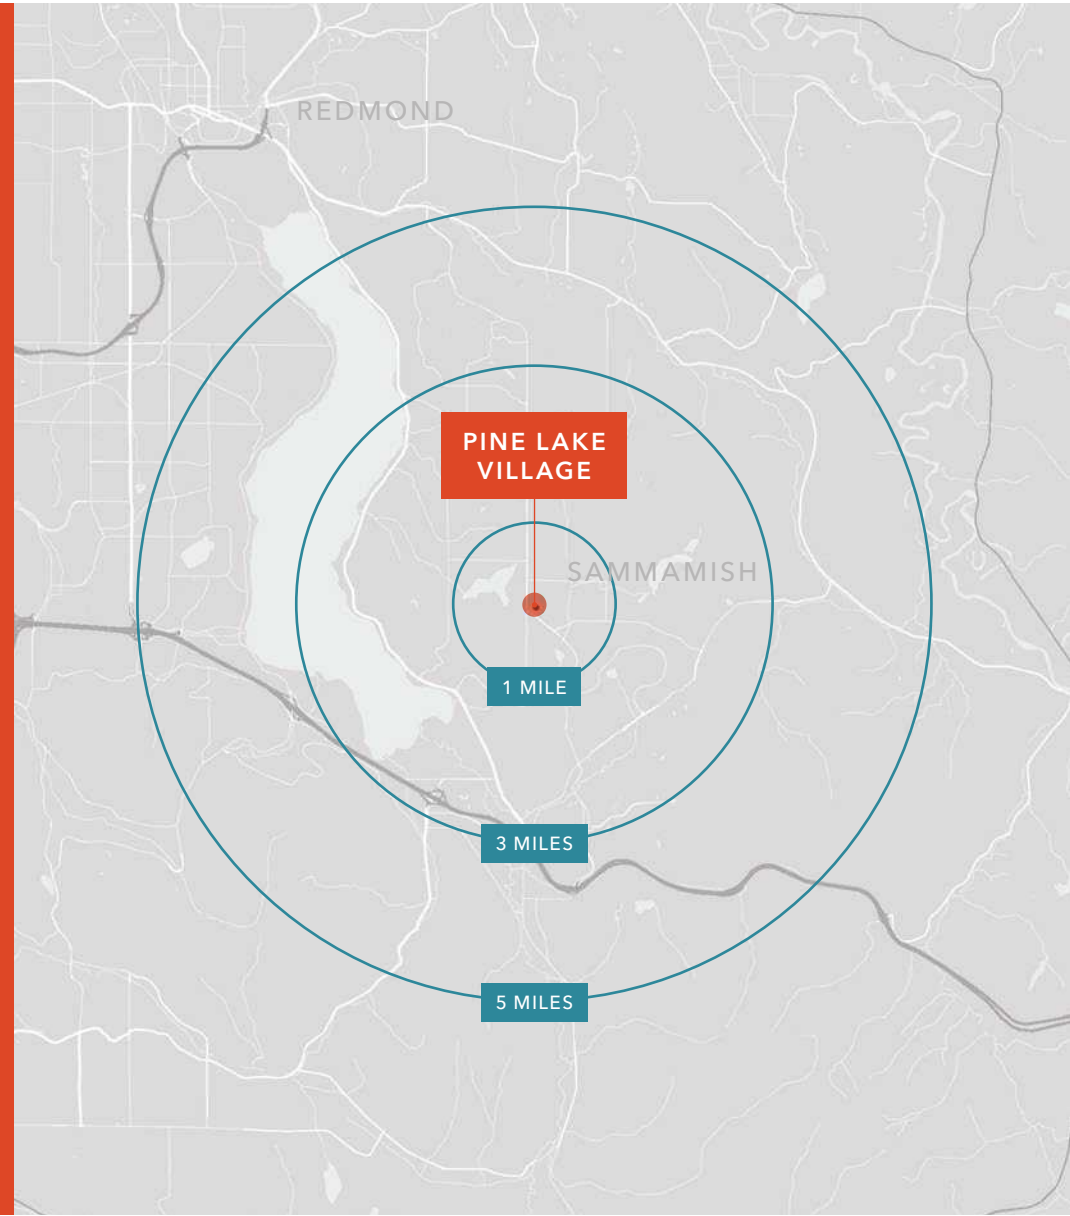 REDMOND
PINE LAKE
VILLAGE
SAMMAMISH
1 MILE
3 MILES
5 MILES